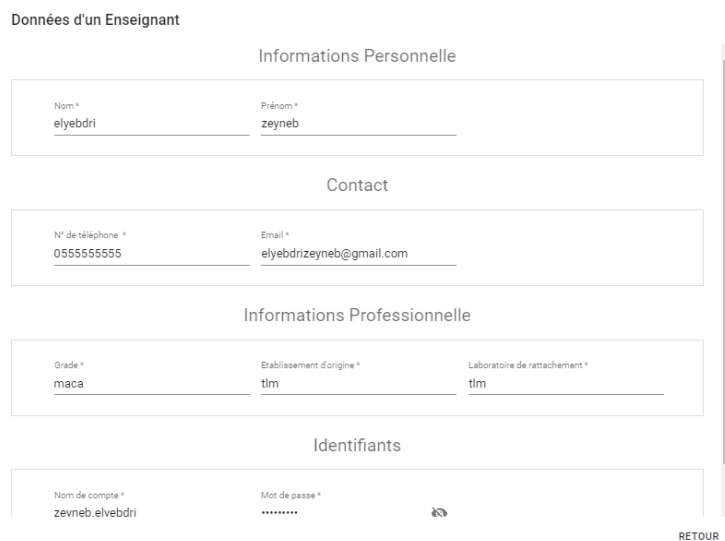 Données d'un Enseignant
Informations Personnelle
Nom * Prénom *
elyebdri zeyneb
Contact
N° de téléphone * Email *
0555555555 elyebdrizeyneb@gmail.com
Informations Professionnelle
Grade * Etablissement d'origine * Laboratoire de rattachement *
maca tlm tlm
Identifiants
Nom de compte * Mot de passe *
zeyneb.elyebdri •••••••••
RETOUR